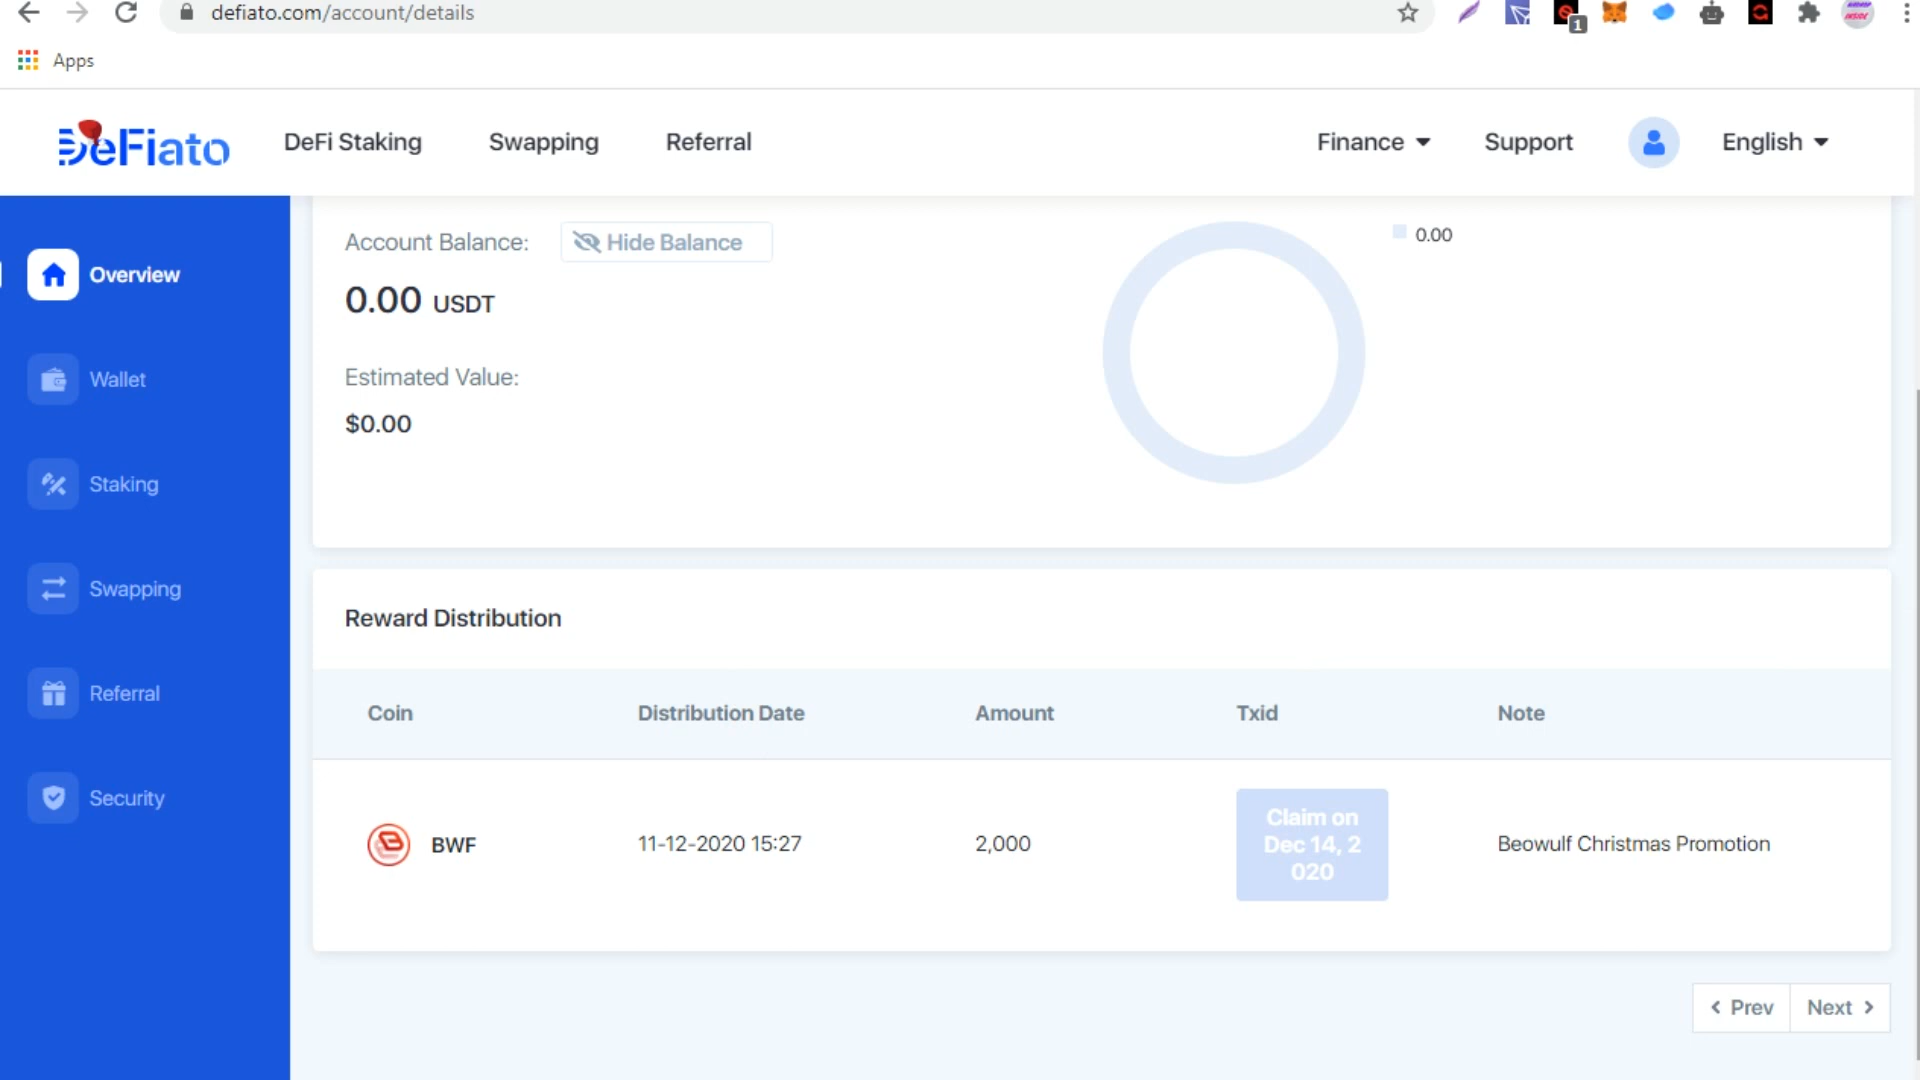 defiato.com/account/details
1
Apps
DeFiato
DeFi Staking
Swapping
Referral
Finance
Support
English
Overview
Wallet
Staking
Swapping
Referral
Security
Account Balance:
Hide Balance
0.00 USDT
Estimated Value:
$0.00
0.00
Reward Distribution
Coin
Distribution Date
Amount
Txid
Note
BWF
11-12-2020 15:27
2,000
Claim on
Dec 14, 2
020
Beowulf Christmas Promotion
Prev
Next